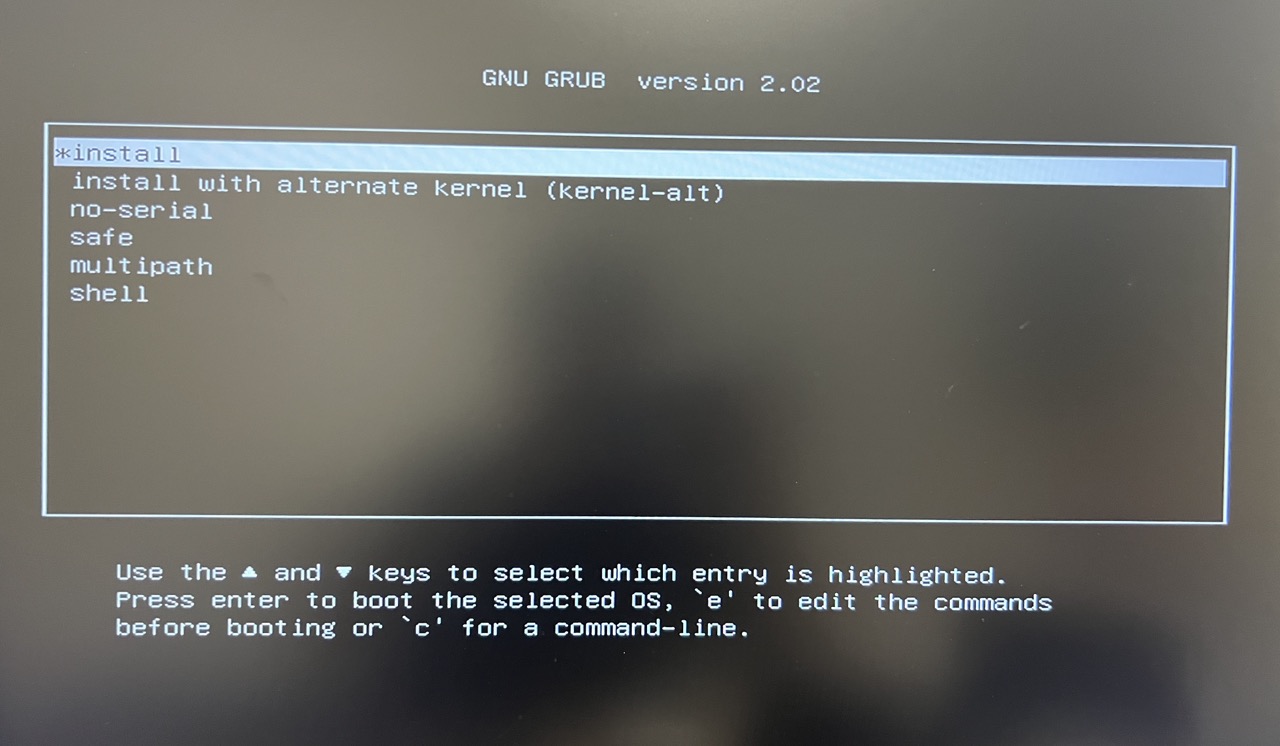 GNU GRUB  version 2.02
*install
install with alternate kernel (kernel-alt)
no-serial
safe
multipath
shell
Use the ▲ and ▼ keys to select which entry is highlighted.
Press enter to boot the selected OS, `e' to edit the commands
before booting or `c' for a command-line.